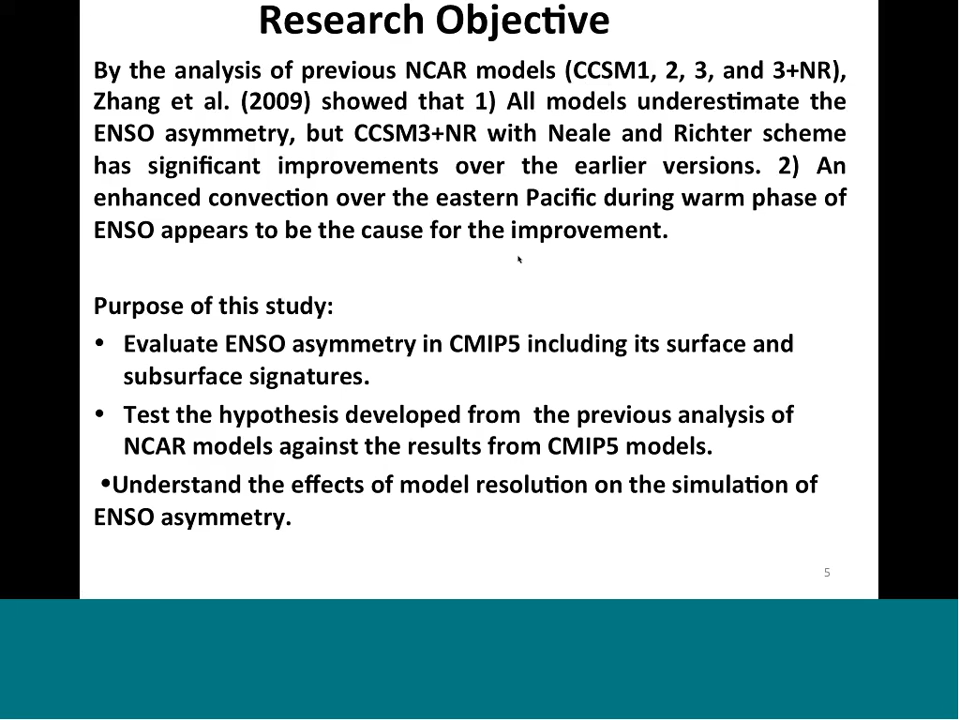 Research Objective
By the analysis of previous NCAR models (CCSM1, 2, 3, and 3+NR),
Zhang et al. (2009) showed that 1) All models underestimate the
ENSO asymmetry, but CCSM3+NR with Neale and Richter scheme
has significant improvements over the earlier versions. 2) An
enhanced convection over the eastern Pacific during warm phase of
ENSO appears to be the cause for the improvement.
Purpose of this study:
• Evaluate ENSO asymmetry in CMIP5 including its surface and
subsurface signatures.
• Test the hypothesis developed from  the previous analysis of
NCAR models against the results from CMIP5 models.
•Understand the effects of model resolution on the simulation of
ENSO asymmetry.
5